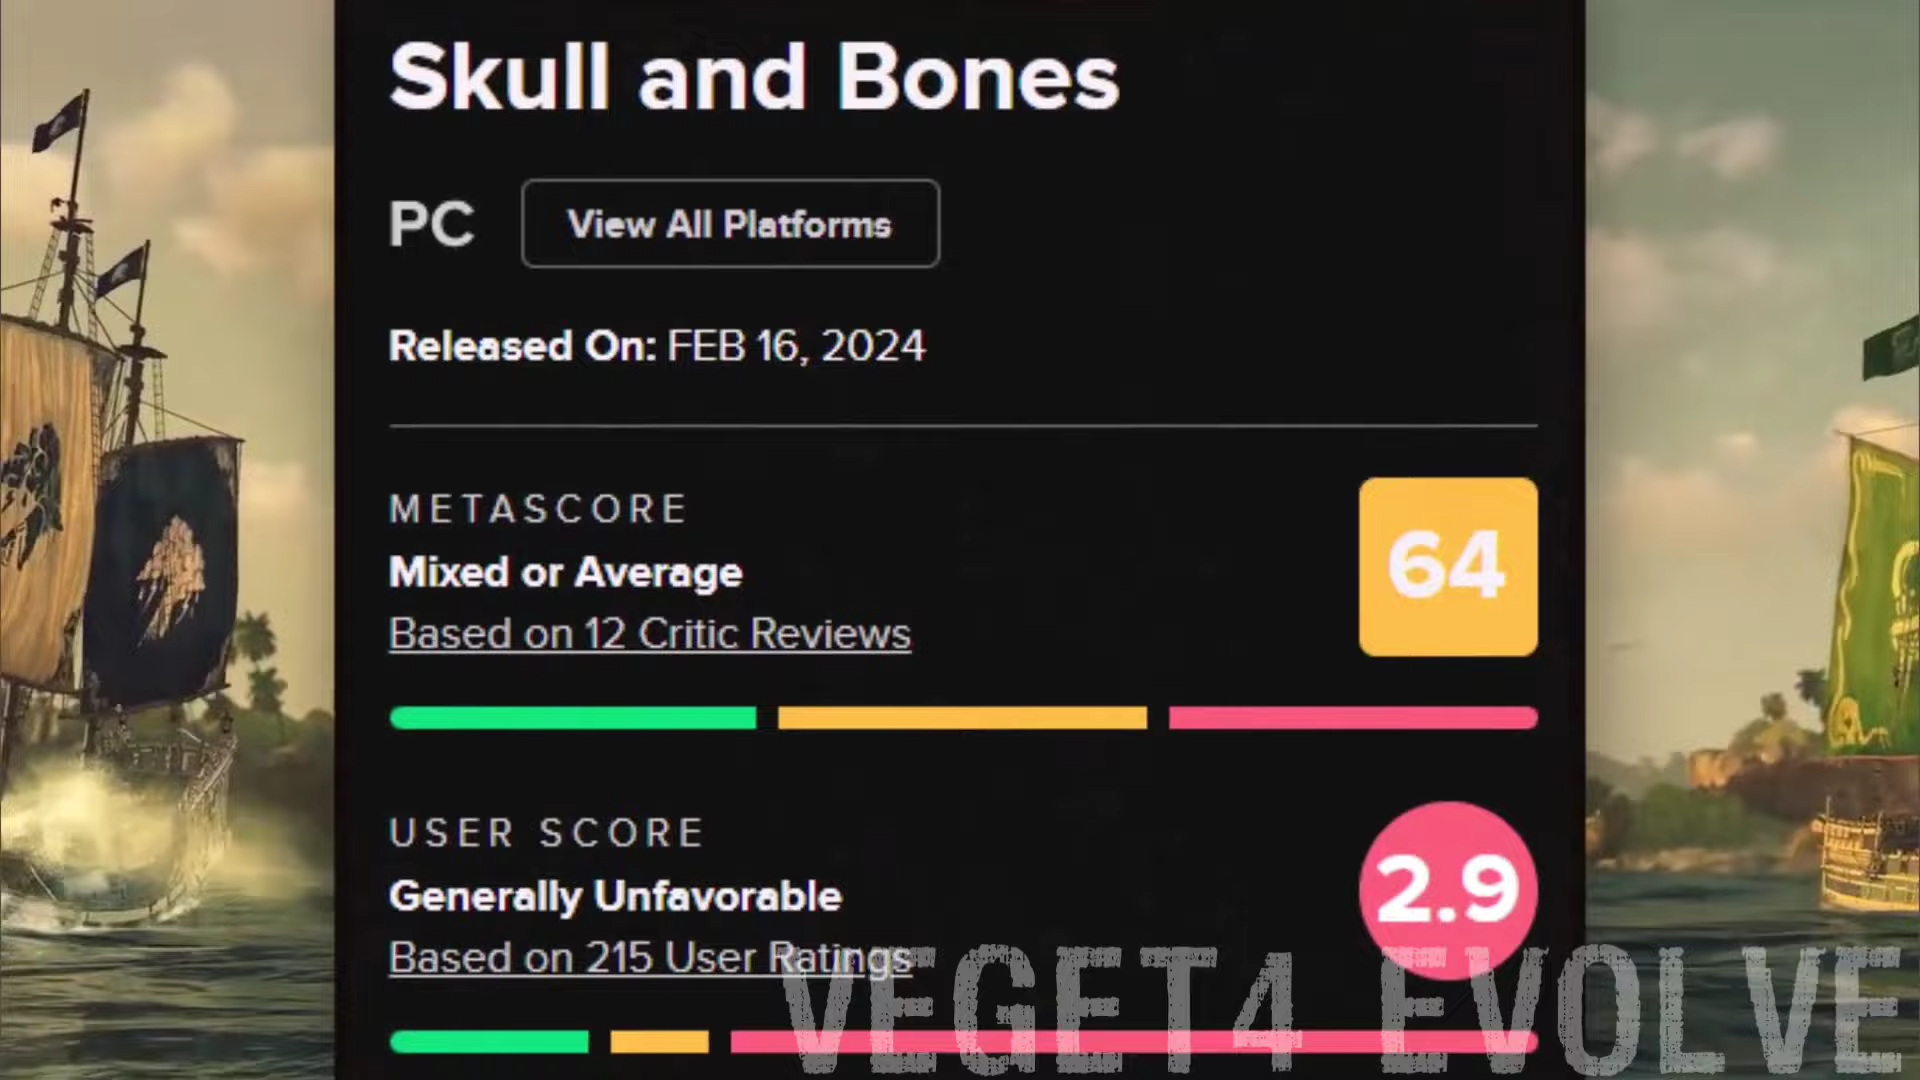 Skull and Bones
PC
View All Platforms
Released On: FEB 16, 2024
METASCORE
Mixed or Average
Based on 12 Critic Reviews
64
USER SCORE
Generally Unfavorable
Based on 215 User Ratings
2.9
VEGET4 EVOLVE